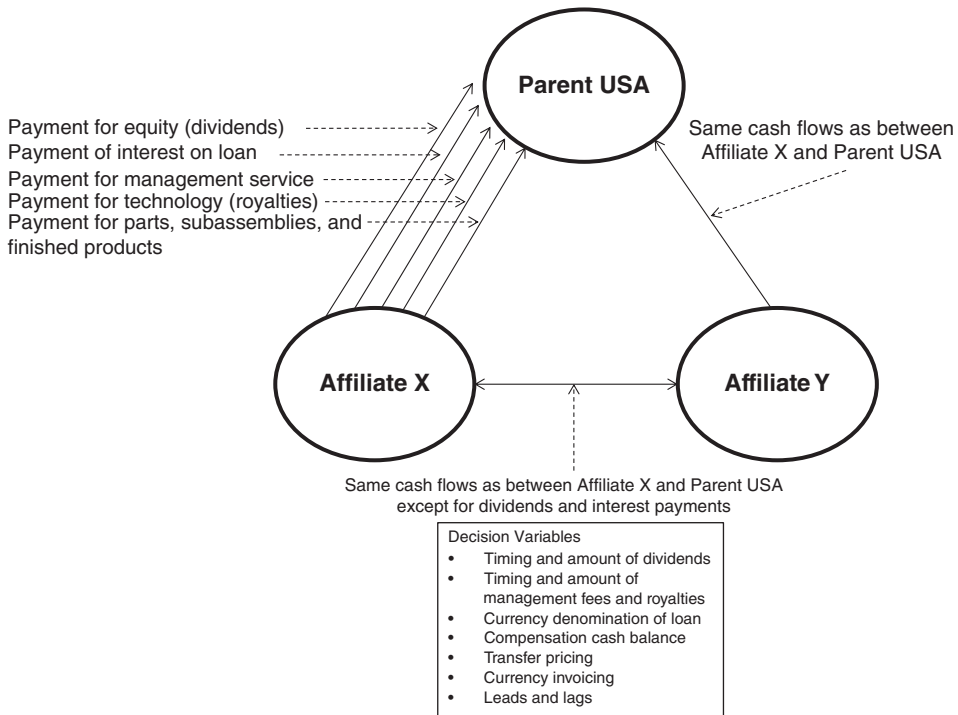 Parent USA
Payment for equity (dividends)
Payment of interest on loan
Payment for management service
Payment for technology (royalties)
Payment for parts, subassemblies, and
finished products
Same cash flows as between
Affiliate X and Parent USA
Affiliate X
Affiliate Y
Same cash flows as between Affiliate X and Parent USA
except for dividends and interest payments
Decision Variables
• Timing and amount of dividends
• Timing and amount of
management fees and royalties
• Currency denomination of loan
• Compensation cash balance
• Transfer pricing
• Currency invoicing
• Leads and lags